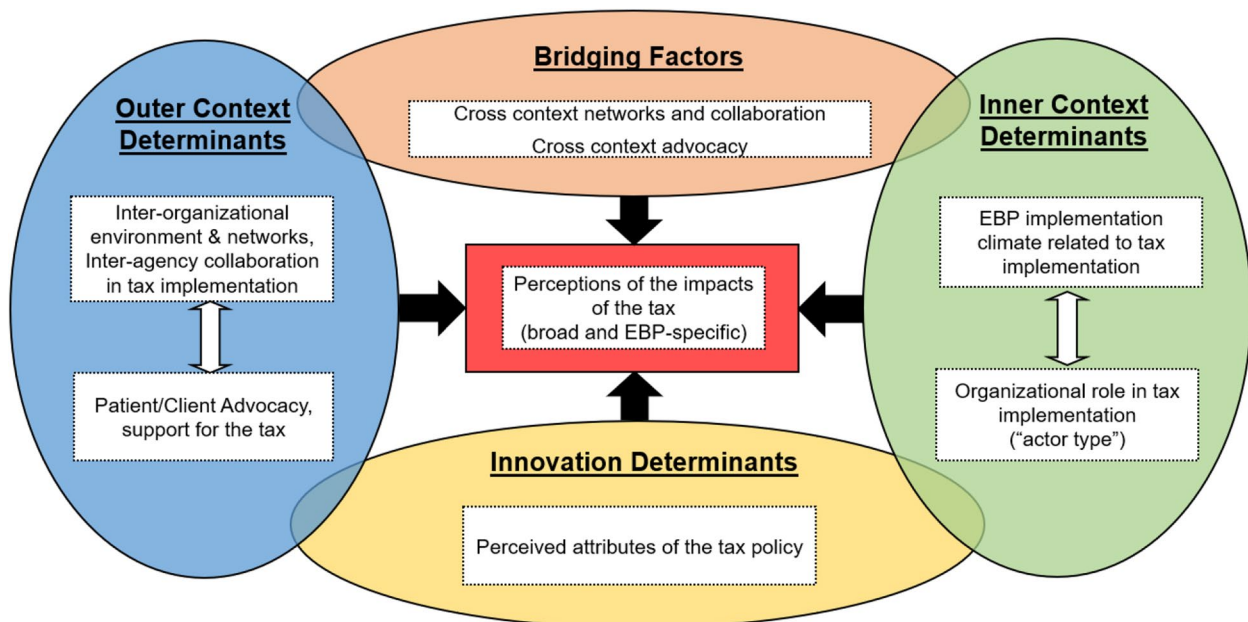 Bridging Factors
Cross context networks and collaboration
Cross context advocacy
Outer Context
Determinants
Inter-organizational
environment & networks,
Inter-agency collaboration
in tax implementation
Patient/Client Advocacy,
support for the tax
Perceptions of the impacts
of the tax
(broad and EBP-specific)
Inner Context
Determinants
EBP implementation
climate related to tax
implementation
Organizational role in tax
implementation
(“actor type”)
Innovation Determinants
Perceived attributes of the tax policy